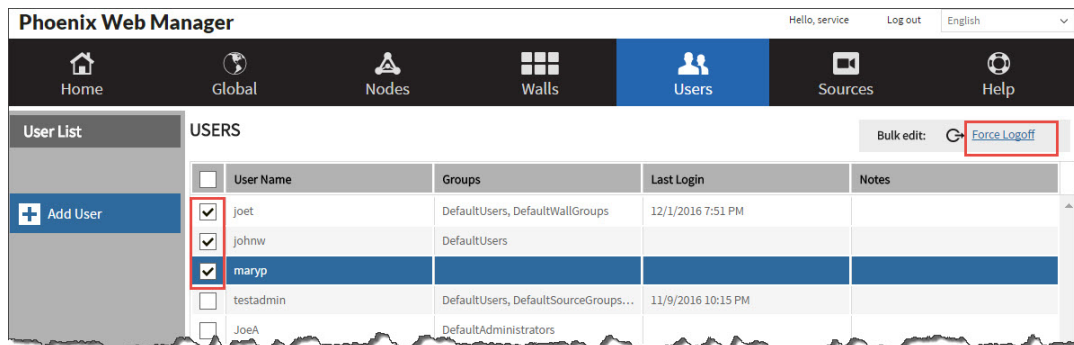 Phoenix Web Manager Hello, service Log out English
Home Global Nodes Walls Users Sources Help
User List USERS Bulk edit: Force Logoff
User Name Groups Last Login Notes
Add User joet DefaultUsers, DefaultWallGroups 12/1/2016 7:51 PM
johnw DefaultUsers
maryp
testadmin DefaultUsers, DefaultSourceGroups... 11/9/2016 10:15 PM
JoeA DefaultAdministrators